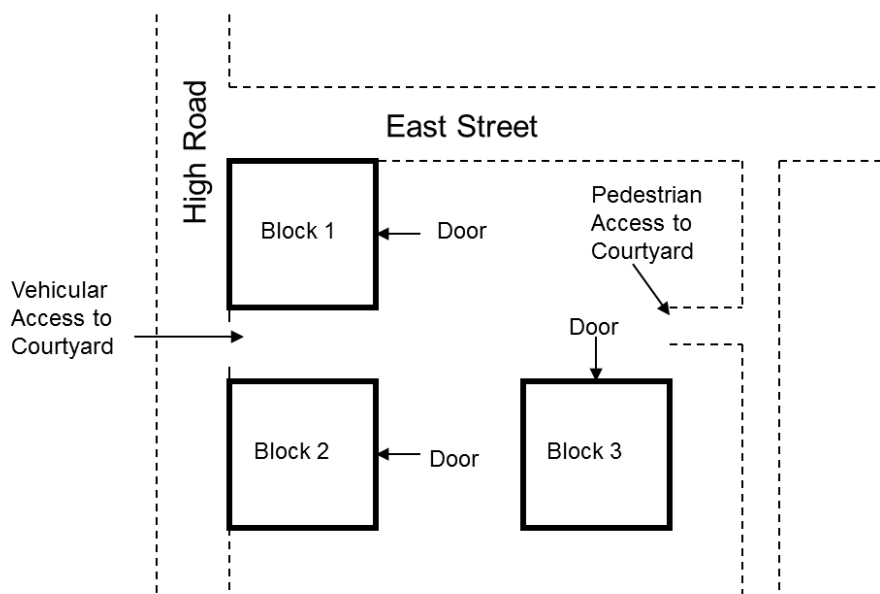 High Road
East Street
Pedestrian
Access to
Courtyard
Block 1
Door
Vehicular
Access to
Courtyard
Door
Block 2
Door
Block 3